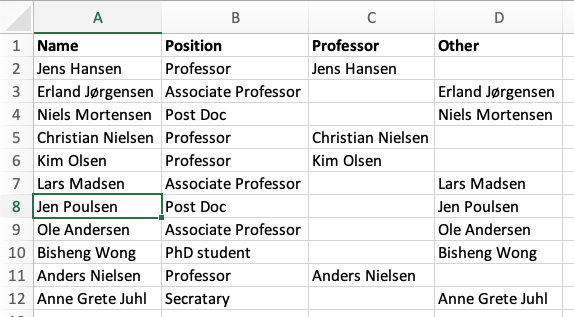 A B C D
1 Name Position Professor Other
2 Jens Hansen Professor Jens Hansen
3 Erland Jørgensen Associate Professor Erland Jørgensen
4 Niels Mortensen Post Doc Niels Mortensen
5 Christian Nielsen Professor Christian Nielsen
6 Kim Olsen Professor Kim Olsen
7 Lars Madsen Associate Professor Lars Madsen
8 Jen Poulsen Post Doc Jen Poulsen
9 Ole Andersen Associate Professor Ole Andersen
10 Bisheng Wong PhD student Bisheng Wong
11 Anders Nielsen Professor Anders Nielsen
12 Anne Grete Juhl Secratary Anne Grete Juhl